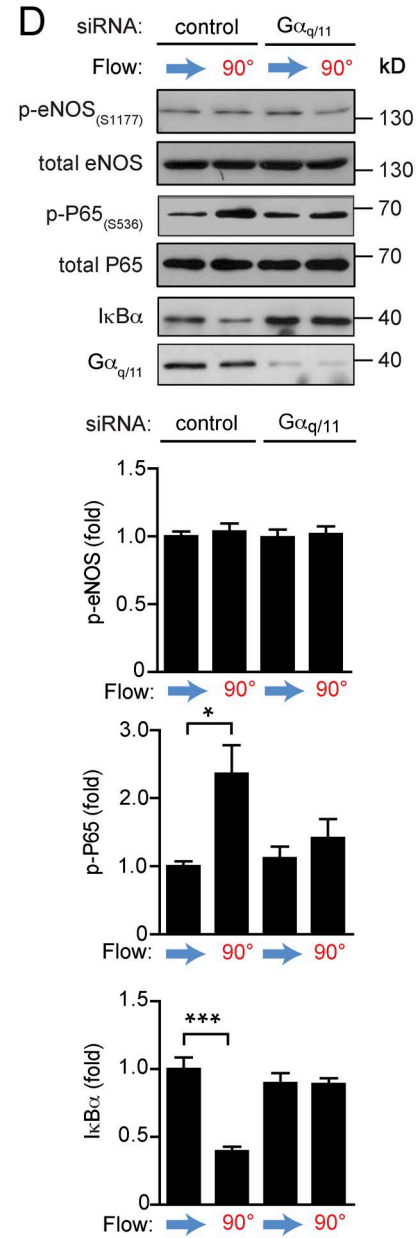 D
siRNA: control Gαq/11
Flow: 90° 90° kD
p-eNOS(S1177) 130
total eNOS 130
p-P65(S536) 70
total P65 70
IκBα 40
Gαq/11 40
siRNA: control Gαq/11
1.5
1.0
0.5
0
p-eNOS (fold)
Flow: 90° 90°
*
3.0
2.0
1.0
0
p-P65 (fold)
Flow: 90° 90°
***
1.5
1.0
0.5
0
IκBα (fold)
Flow: 90° 90°